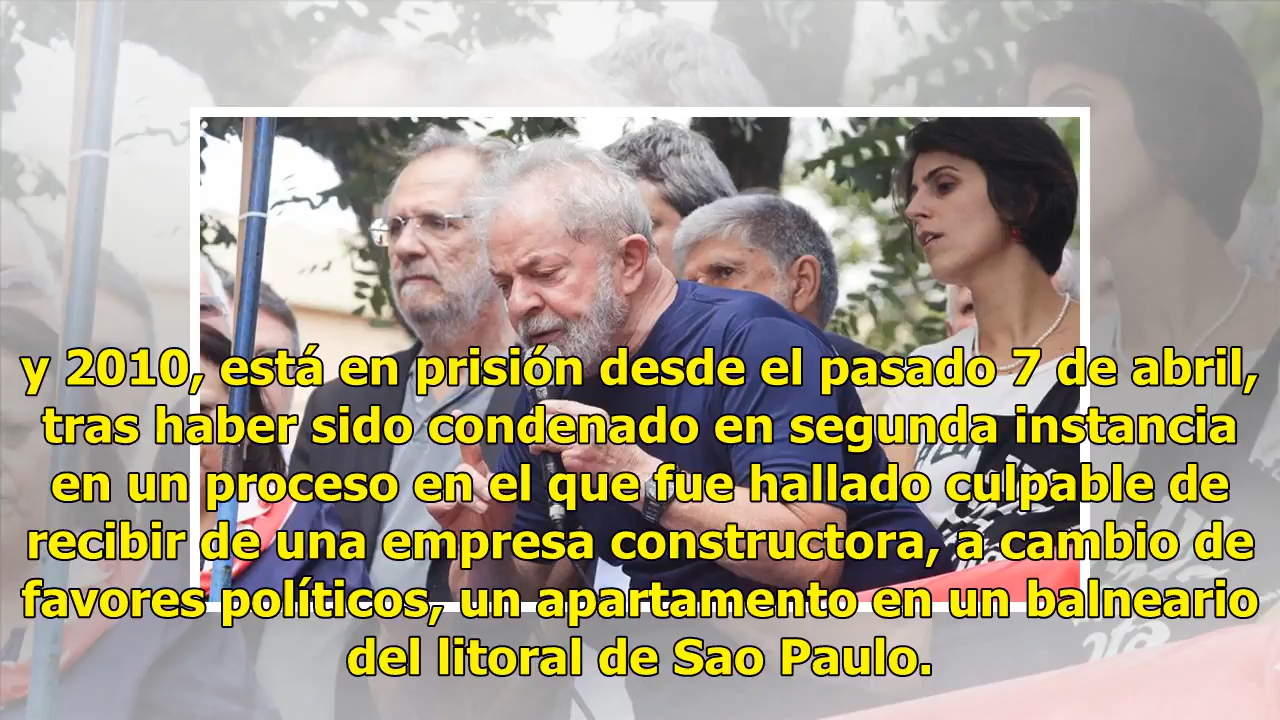 y 2010, está en prisión desde el pasado 7 de abril,
tras haber sido condenado en segunda instancia
en un proceso en el que fue hallado culpable de
recibir de una empresa constructora, a cambio de
favores políticos, un apartamento en un balneario
del litoral de Sao Paulo.